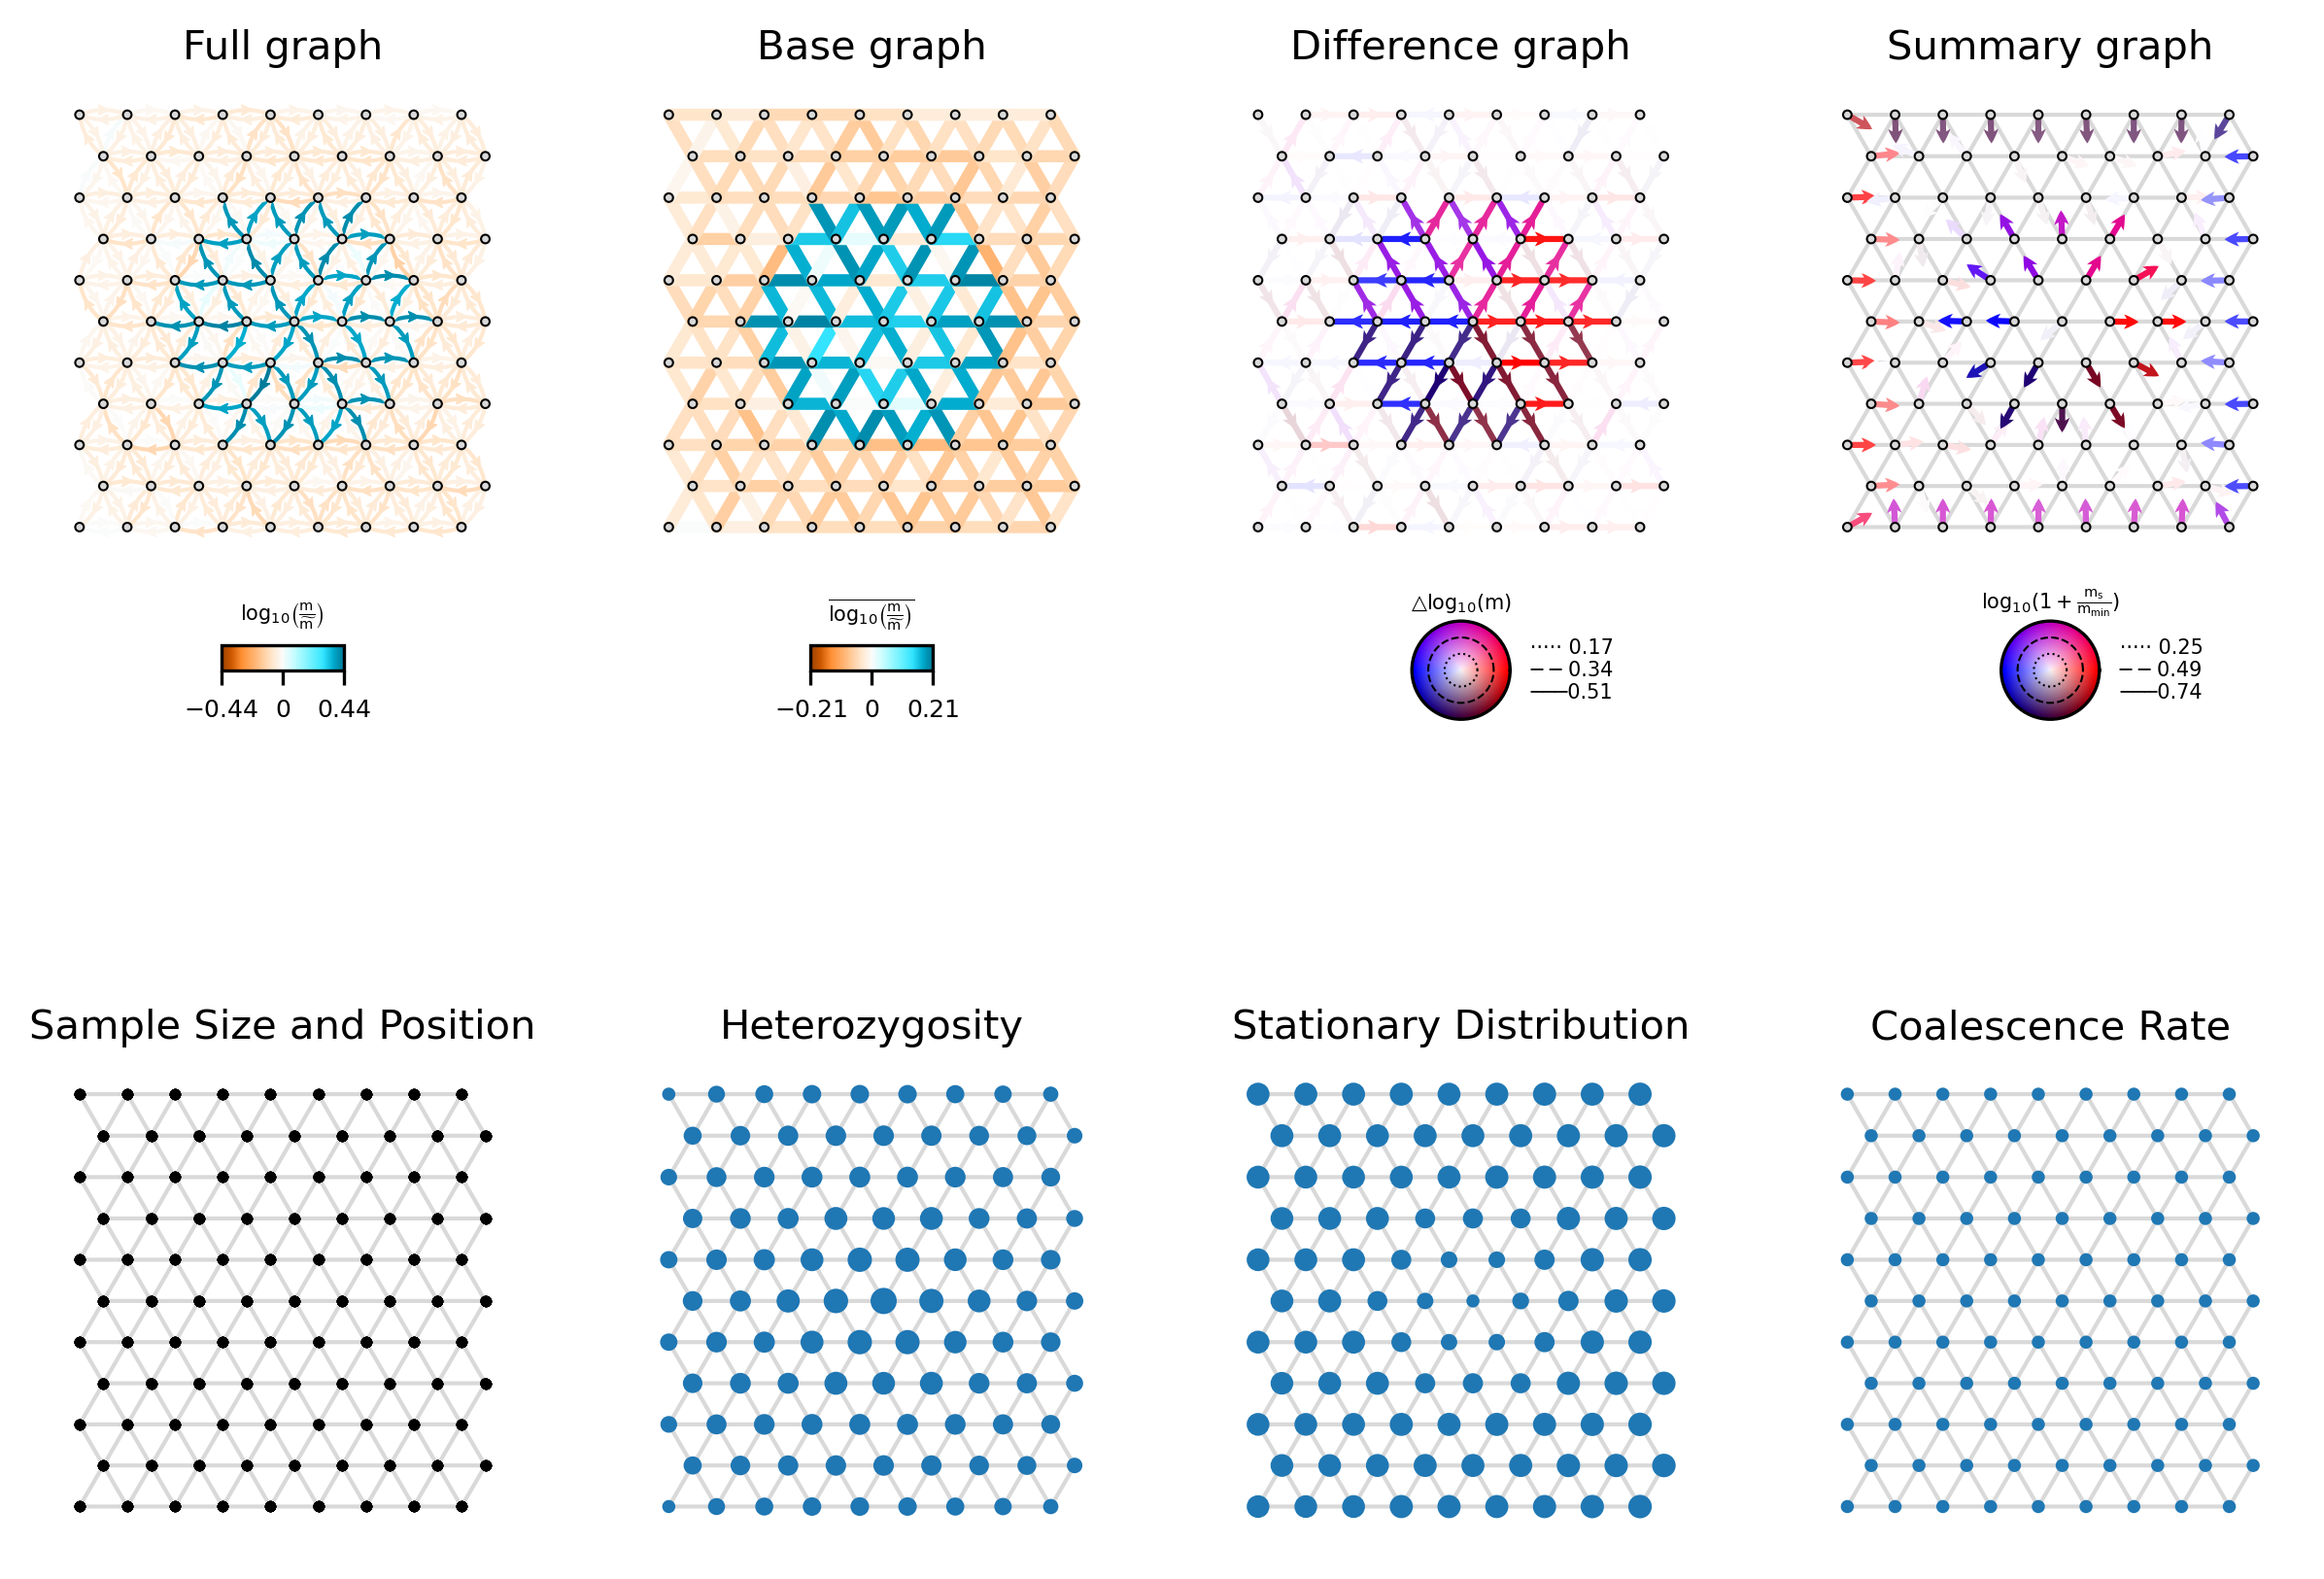 Full graph
Base graph
Difference graph
Summary graph
log₁₀(m/m̃)
−0.44 0 0.44
log₁₀(m/m̃)
−0.21 0 0.21
△log₁₀(m)
0.17
0.34
0.51
log₁₀(1 + mₛ/m_min)
0.25
0.49
0.74
Sample Size and Position
Heterozygosity
Stationary Distribution
Coalescence Rate